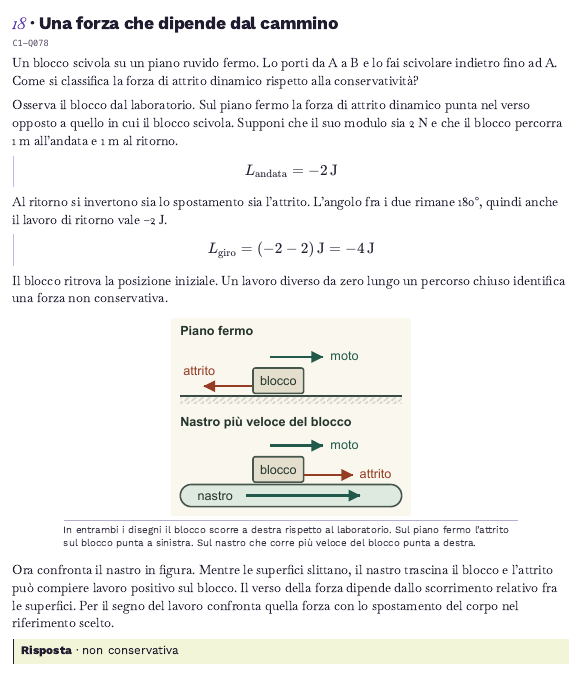 18 · Una forza che dipende dal cammino
C1-Q078
Un blocco scivola su un piano ruvido fermo. Lo porti da A a B e lo fai scivolare indietro fino ad A.
Come si classifica la forza di attrito dinamico rispetto alla conservatività?
Osserva il blocco dal laboratorio. Sul piano fermo la forza di attrito dinamico punta nel verso
opposto a quello in cui il blocco scivola. Supponi che il suo modulo sia 2 N e che il blocco percorra
1 m all'andata e 1 m al ritorno.
L_andata = −2 J
Al ritorno si invertono sia lo spostamento sia l'attrito. L'angolo fra i due rimane 180°, quindi anche
il lavoro di ritorno vale −2 J.
L_giro = (−2 − 2) J = −4 J
Il blocco ritrova la posizione iniziale. Un lavoro diverso da zero lungo un percorso chiuso identifica
una forza non conservativa.
Piano fermo
moto
attrito
blocco
Nastro più veloce del blocco
moto
blocco
attrito
nastro
In entrambi i disegni il blocco scorre a destra rispetto al laboratorio. Sul piano fermo l'attrito
sul blocco punta a sinistra. Sul nastro che corre più veloce del blocco punta a destra.
Ora confronta il nastro in figura. Mentre le superfici slittano, il nastro trascina il blocco e l'attrito
può compiere lavoro positivo sul blocco. Il verso della forza dipende dallo scorrimento relativo fra
le superfici. Per il segno del lavoro confronta quella forza con lo spostamento del corpo nel
riferimento scelto.
Risposta · non conservativa